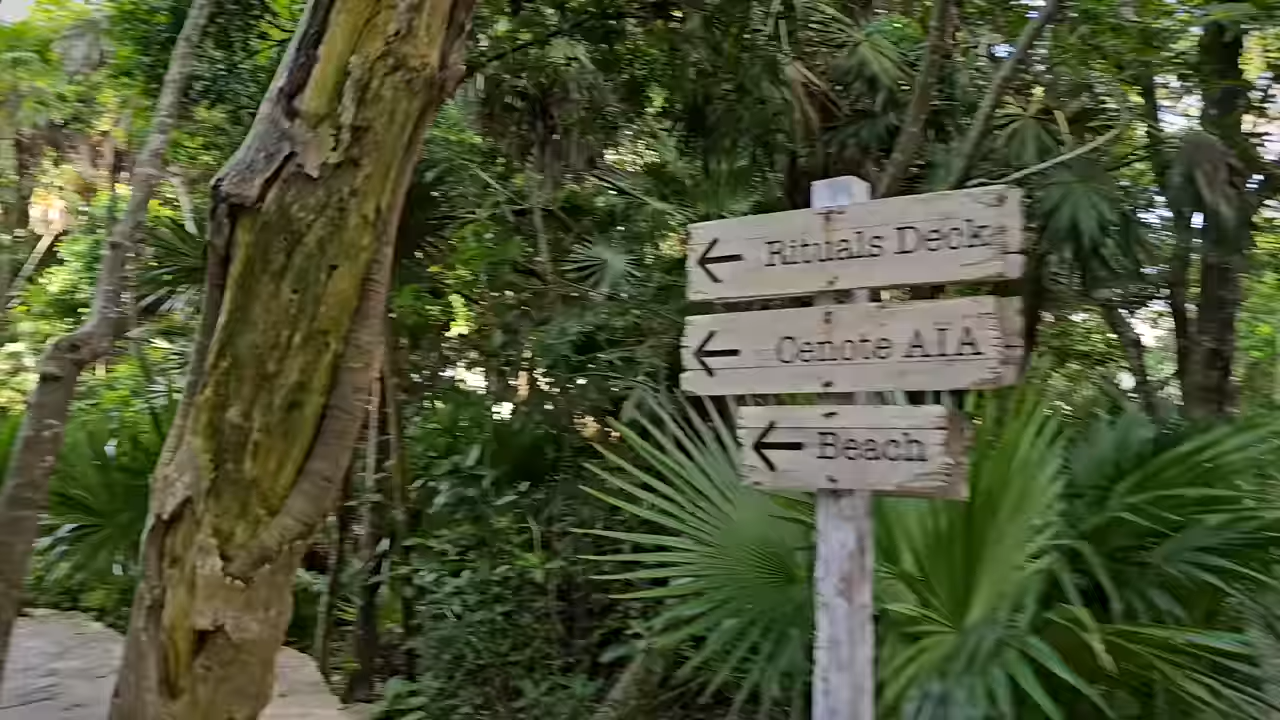 ← Rituals Deck
← Cenote AIA
← Beach